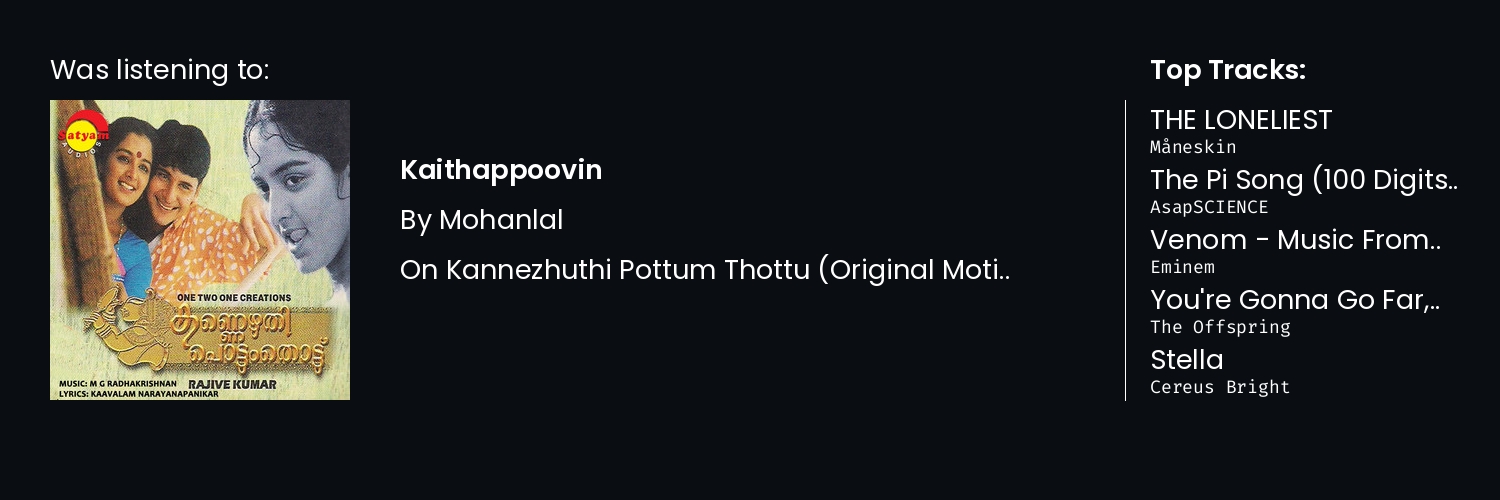 Was listening to:
Satyam
AUDIOS
ONE TWO ONE CREATIONS
കണ്ണെഴുതി
പൊട്ടുംതൊട്ട്
MUSIC: M G RADHAKRISHNAN
RAJIVE KUMAR
LYRICS: KAAVALAM NARAYANAPANIKAR
Kaithappoovin
By Mohanlal
On Kannezhuthi Pottum Thottu (Original Moti..
Top Tracks:
THE LONELIEST
Måneskin
The Pi Song (100 Digits..
AsapSCIENCE
Venom - Music From..
Eminem
You're Gonna Go Far,..
The Offspring
Stella
Cereus Bright